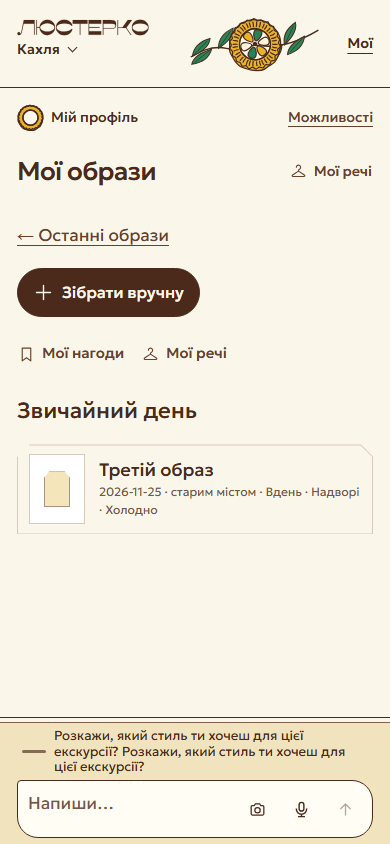 ЛЮСТЕРКО
Кахля
Мої
Мій профіль
Можливості
Мої образи
Мої речі
← Останні образи
Зібрати вручну
Мої нагоди
Мої речі
Звичайний день
Третій образ
2026-11-25 · старим містом · Вдень · Надворі
· Холодно
Розкажи, який стиль ти хочеш для цієї
екскурсії? Розкажи, який стиль ти хочеш для
цієї екскурсії?
Напиши...